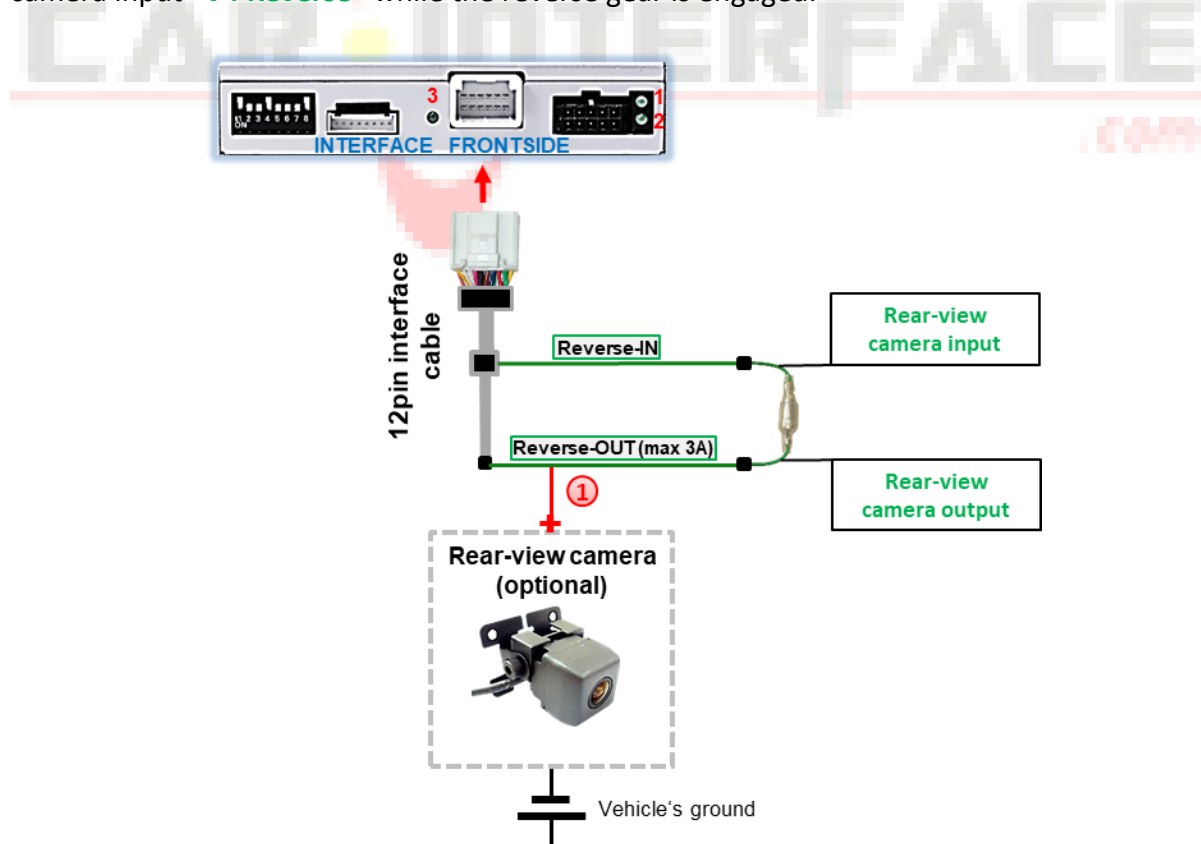 camera input "V4 Reverse" while the reverse gear is engaged.
CAR INTERFACE
.com
1 2 3 4 5 6 7 8
ON
3
1
2
INTERFACE FRONTSIDE
12pin interface
cable
Reverse-IN
Rear-view
camera input
Reverse-OUT(max 3A)
Rear-view
camera output
1
Rear-view camera
(optional)
Vehicle's ground